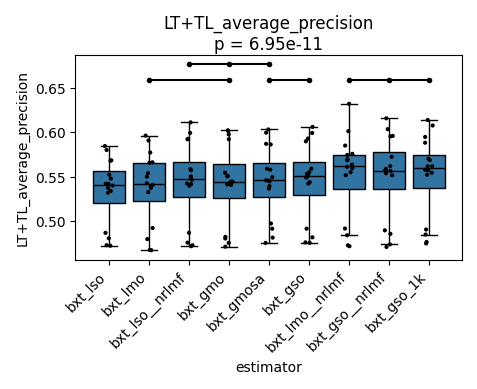 LT+TL_average_precision
p = 6.95e-11
LT+TL_average_precision
0.65
0.60
0.55
0.50
bxt_lso
bxt_lmo
bxt_lso__nrlmf
bxt_gmo
bxt_gmosa
bxt_gso
bxt_lmo__nrlmf
bxt_gso__nrlmf
bxt_gso_1k
estimator